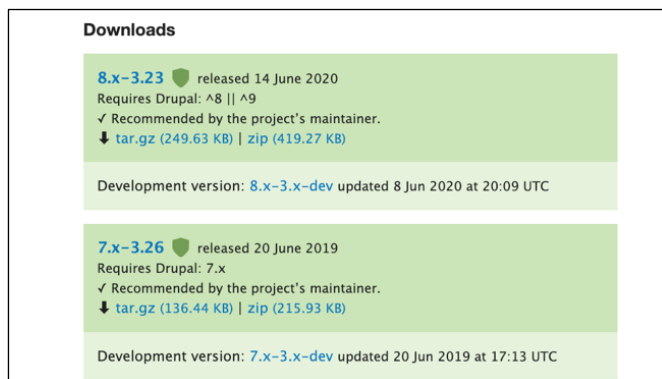 Downloads
8.x-3.23 released 14 June 2020
Requires Drupal: ^8 || ^9
✓ Recommended by the project's maintainer.
tar.gz (249.63 KB) | zip (419.27 KB)
Development version: 8.x-3.x-dev updated 8 Jun 2020 at 20:09 UTC
7.x-3.26 released 20 June 2019
Requires Drupal: 7.x
✓ Recommended by the project's maintainer.
tar.gz (136.44 KB) | zip (215.93 KB)
Development version: 7.x-3.x-dev updated 20 Jun 2019 at 17:13 UTC